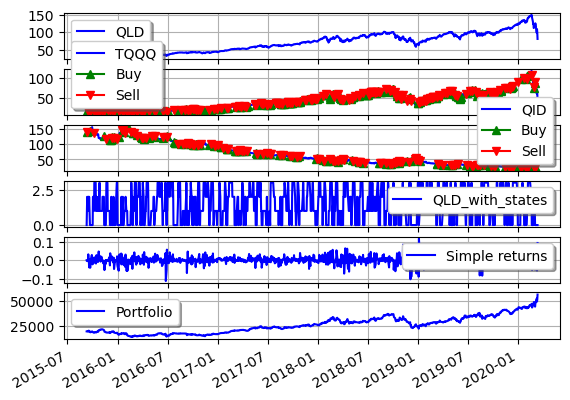 150
100
50
QLD
TQQQ
Buy
Sell
100
50
QID
Buy
Sell
150
100
50
2.5
0.0
QLD_with_states
0.1
0.0
−0.1
Simple returns
50000
25000
Portfolio
2015-07
2016-01
2016-07
2017-01
2017-07
2018-01
2018-07
2019-01
2019-07
2020-01